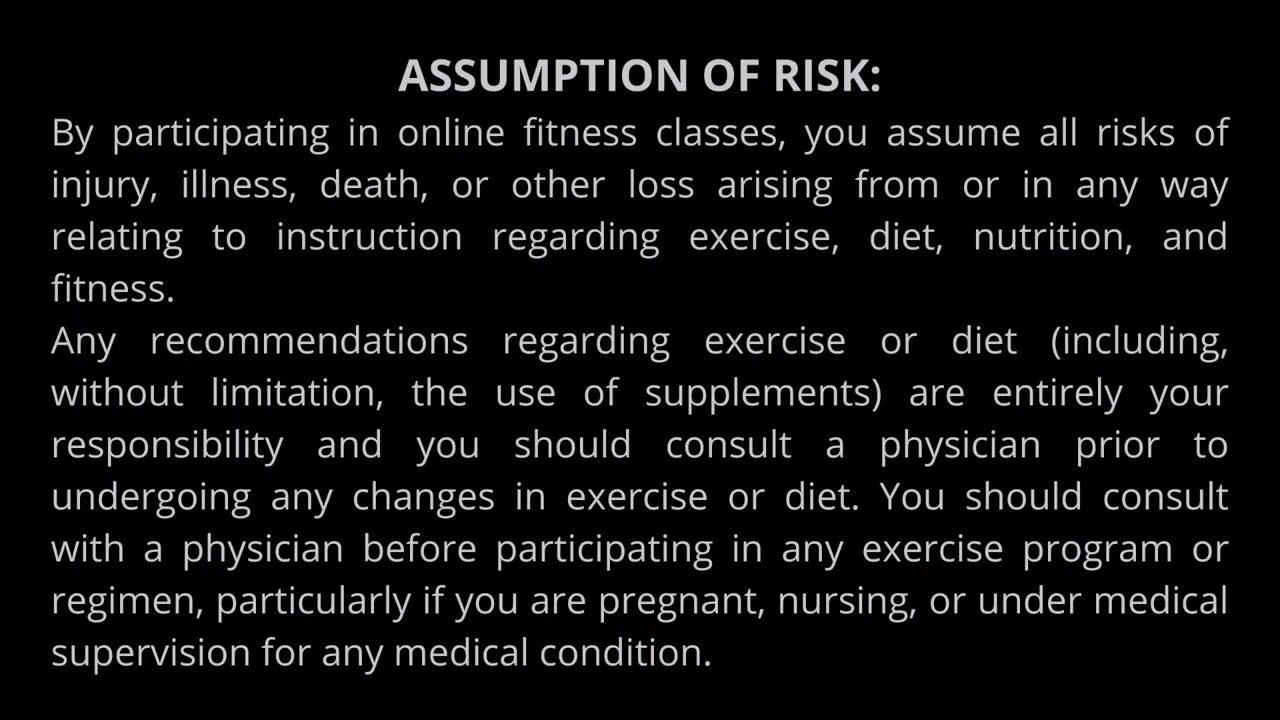 ASSUMPTION OF RISK:
By participating in online fitness classes, you assume all risks of
injury, illness, death, or other loss arising from or in any way
relating to instruction regarding exercise, diet, nutrition, and
fitness.
Any recommendations regarding exercise or diet (including,
without limitation, the use of supplements) are entirely your
responsibility and you should consult a physician prior to
undergoing any changes in exercise or diet. You should consult
with a physician before participating in any exercise program or
regimen, particularly if you are pregnant, nursing, or under medical
supervision for any medical condition.